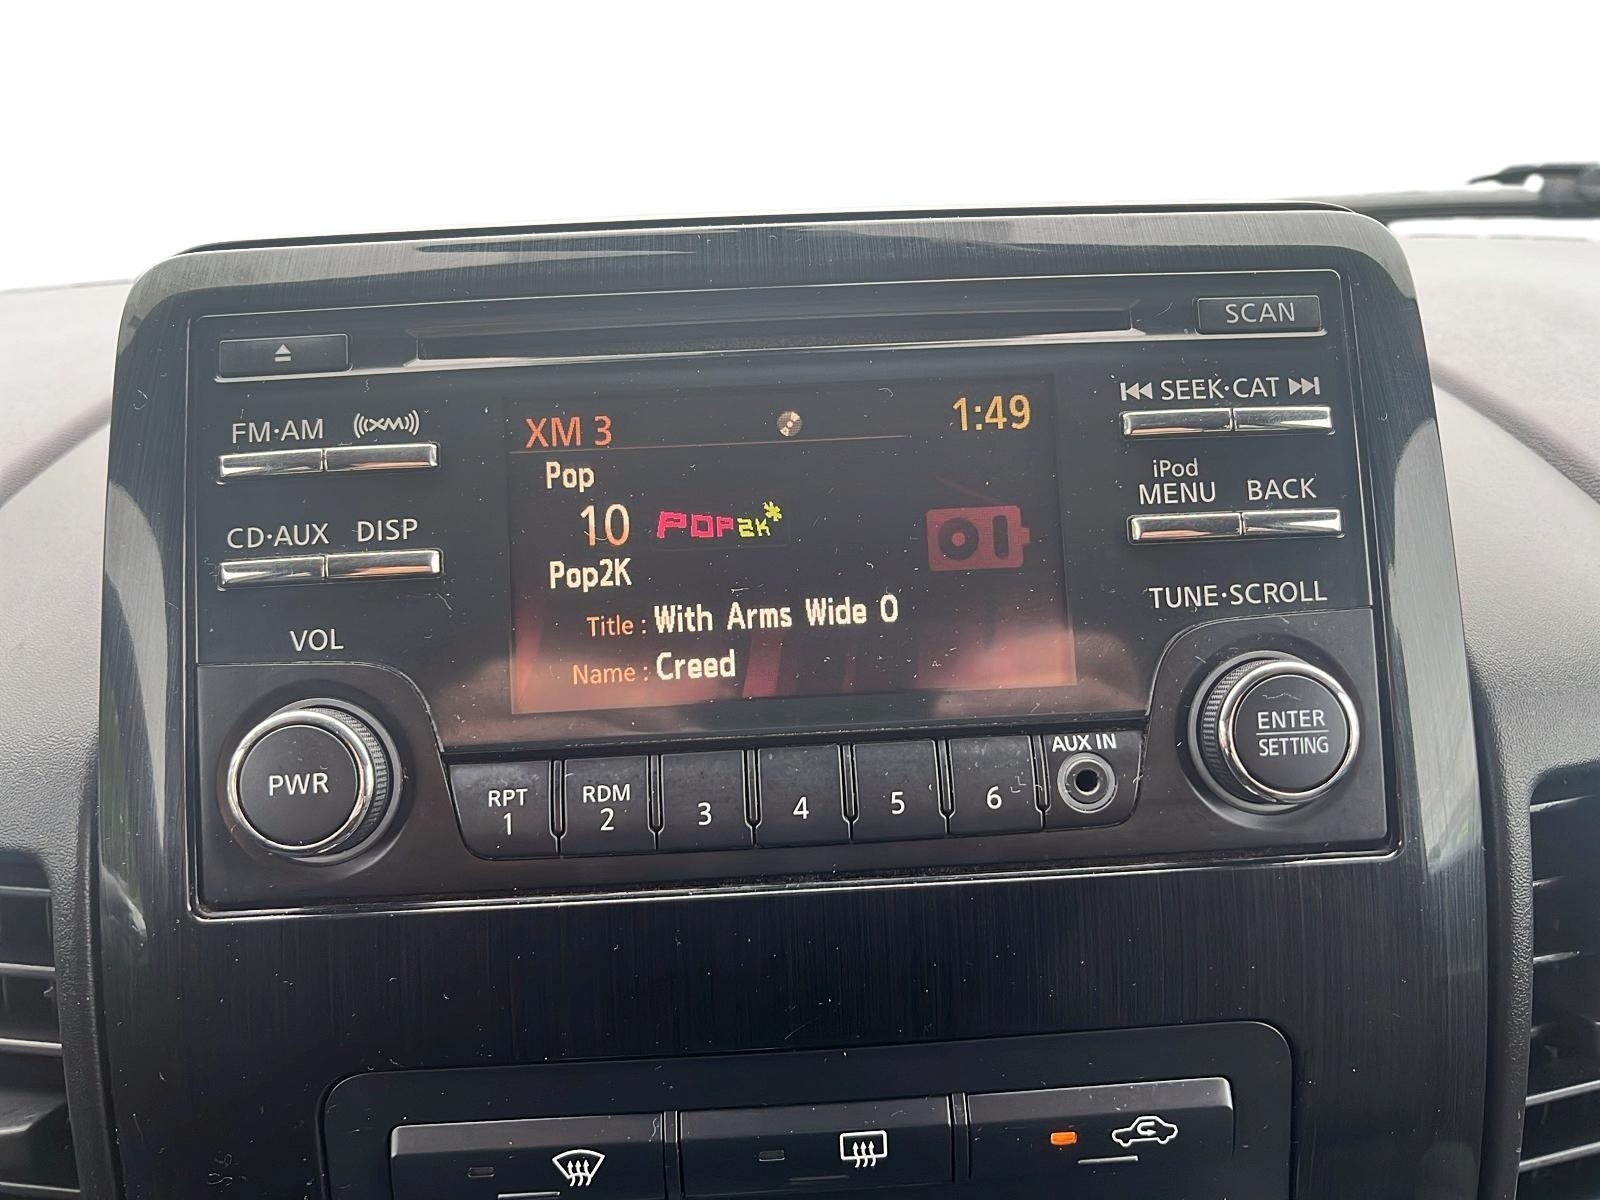 SCAN
FM·AM
XM
SEEK·CAT
XM 3
1:49
Pop
iPod
MENU
BACK
10
POP2K*
CD·AUX
DISP
Pop2K
TUNE·SCROLL
Title : With Arms Wide O
VOL
Name : Creed
ENTER
SETTING
AUX IN
PWR
RPT
1
RDM
2
3
4
5
6